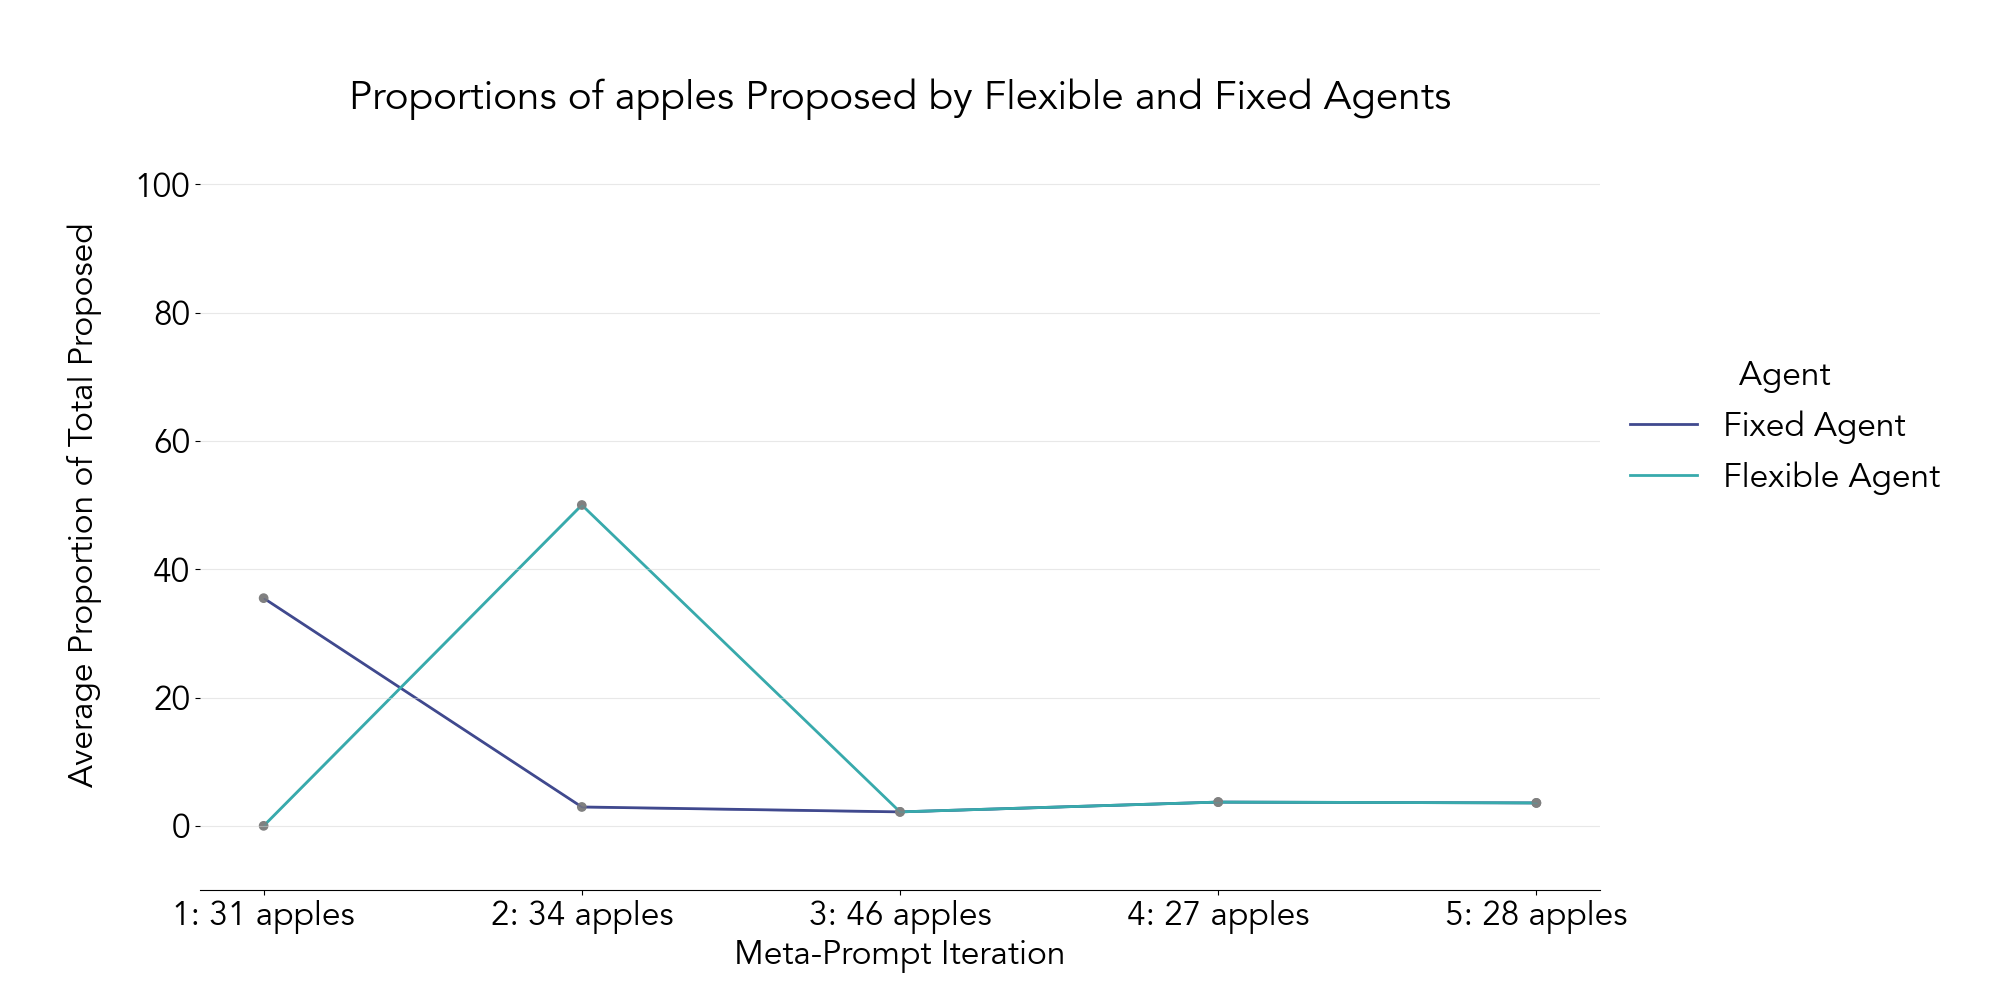 Proportions of apples Proposed by Flexible and Fixed Agents
Average Proportion of Total Proposed
100
80
60
40
20
0
1: 31 apples
2: 34 apples
3: 46 apples
4: 27 apples
5: 28 apples
Meta-Prompt Iteration
Agent
Fixed Agent
Flexible Agent